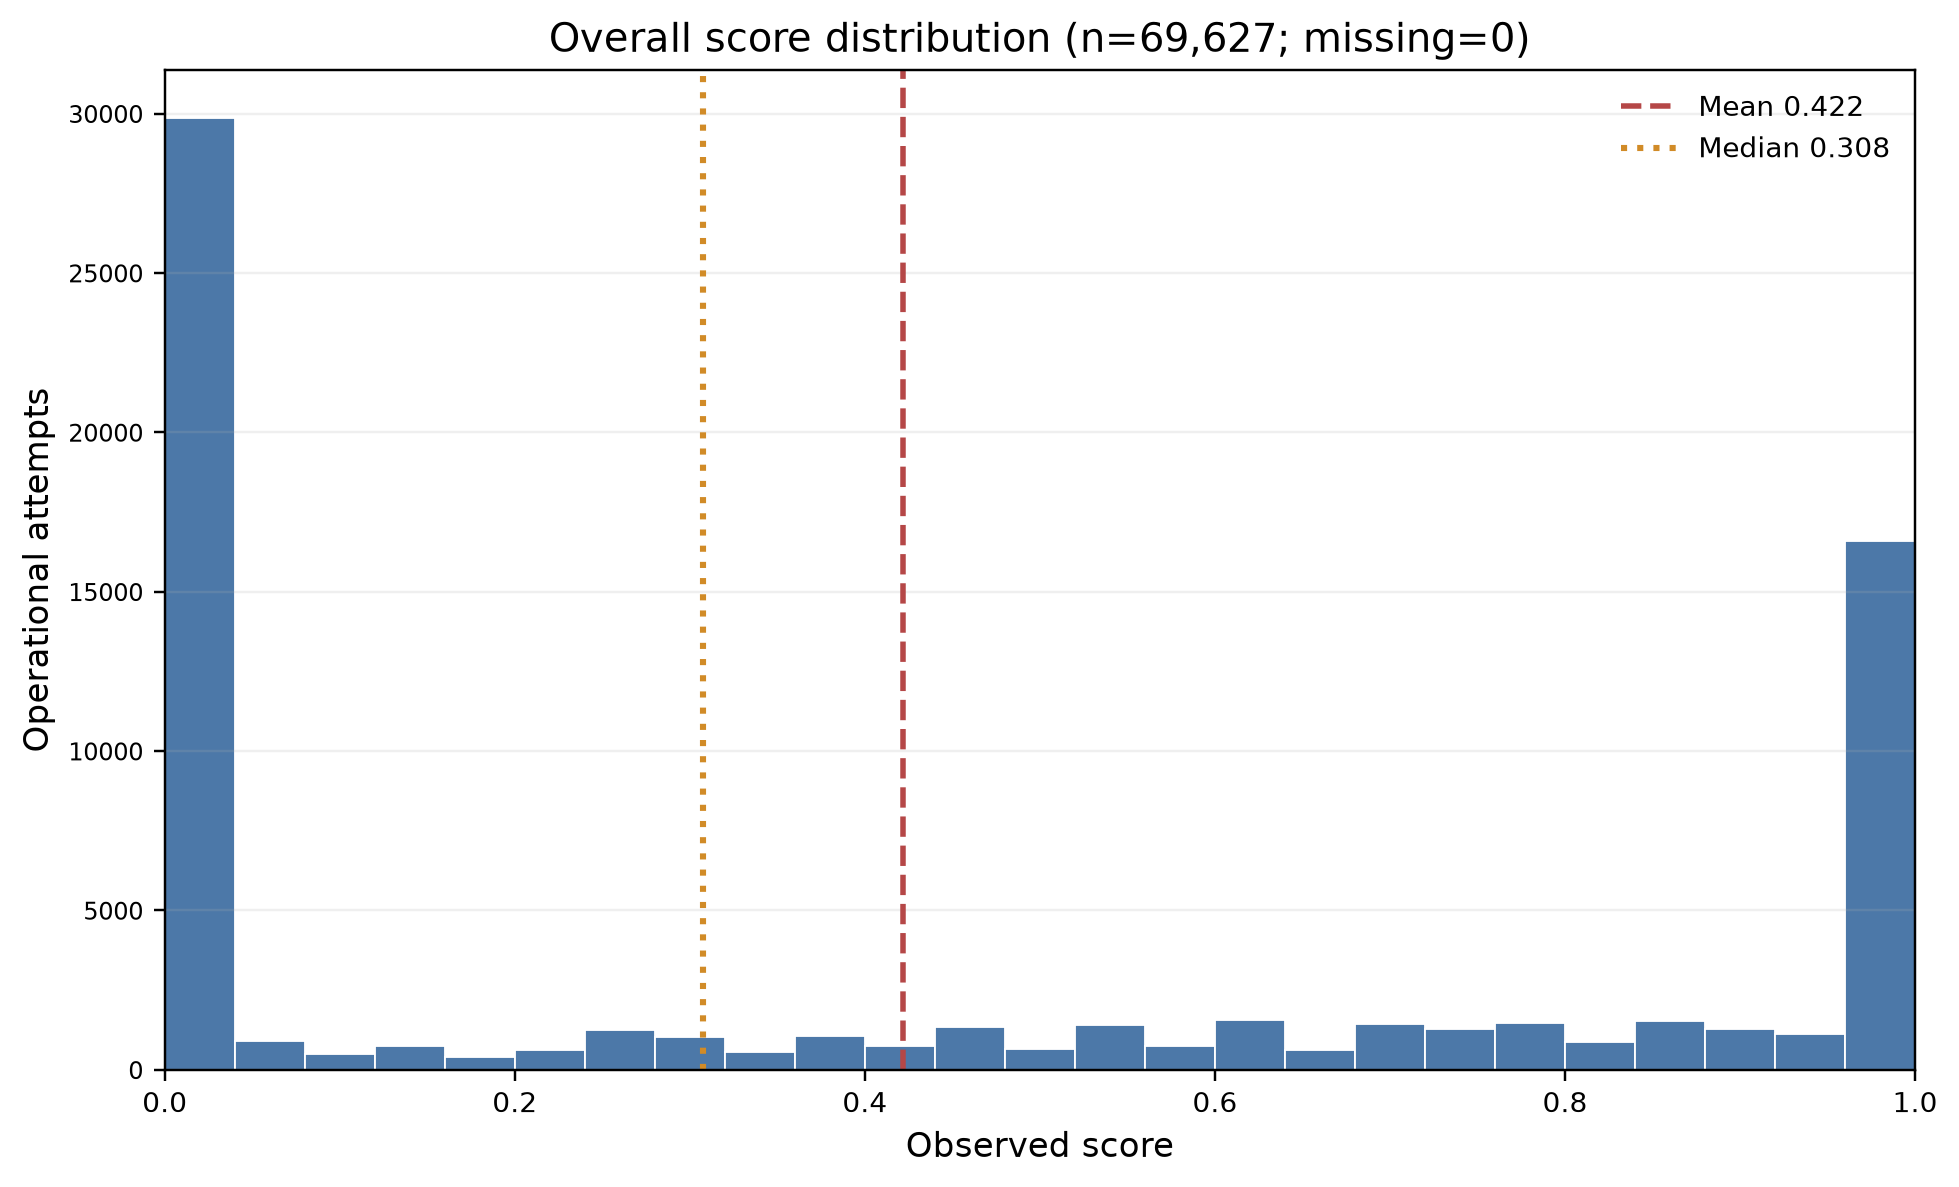 Overall score distribution (n=69,627; missing=0)
Mean 0.422
Median 0.308
30000
25000
20000
15000
10000
5000
0
Operational attempts
0.0 0.2 0.4 0.6 0.8 1.0
Observed score